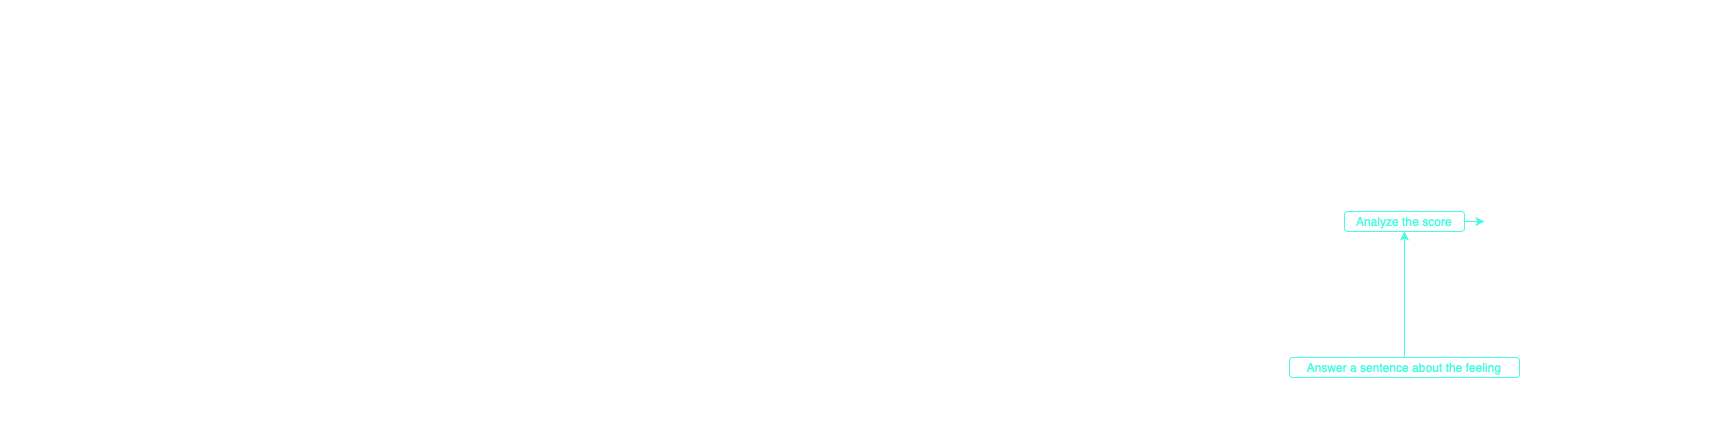 Analyze the score
Answer a sentence about the feeling